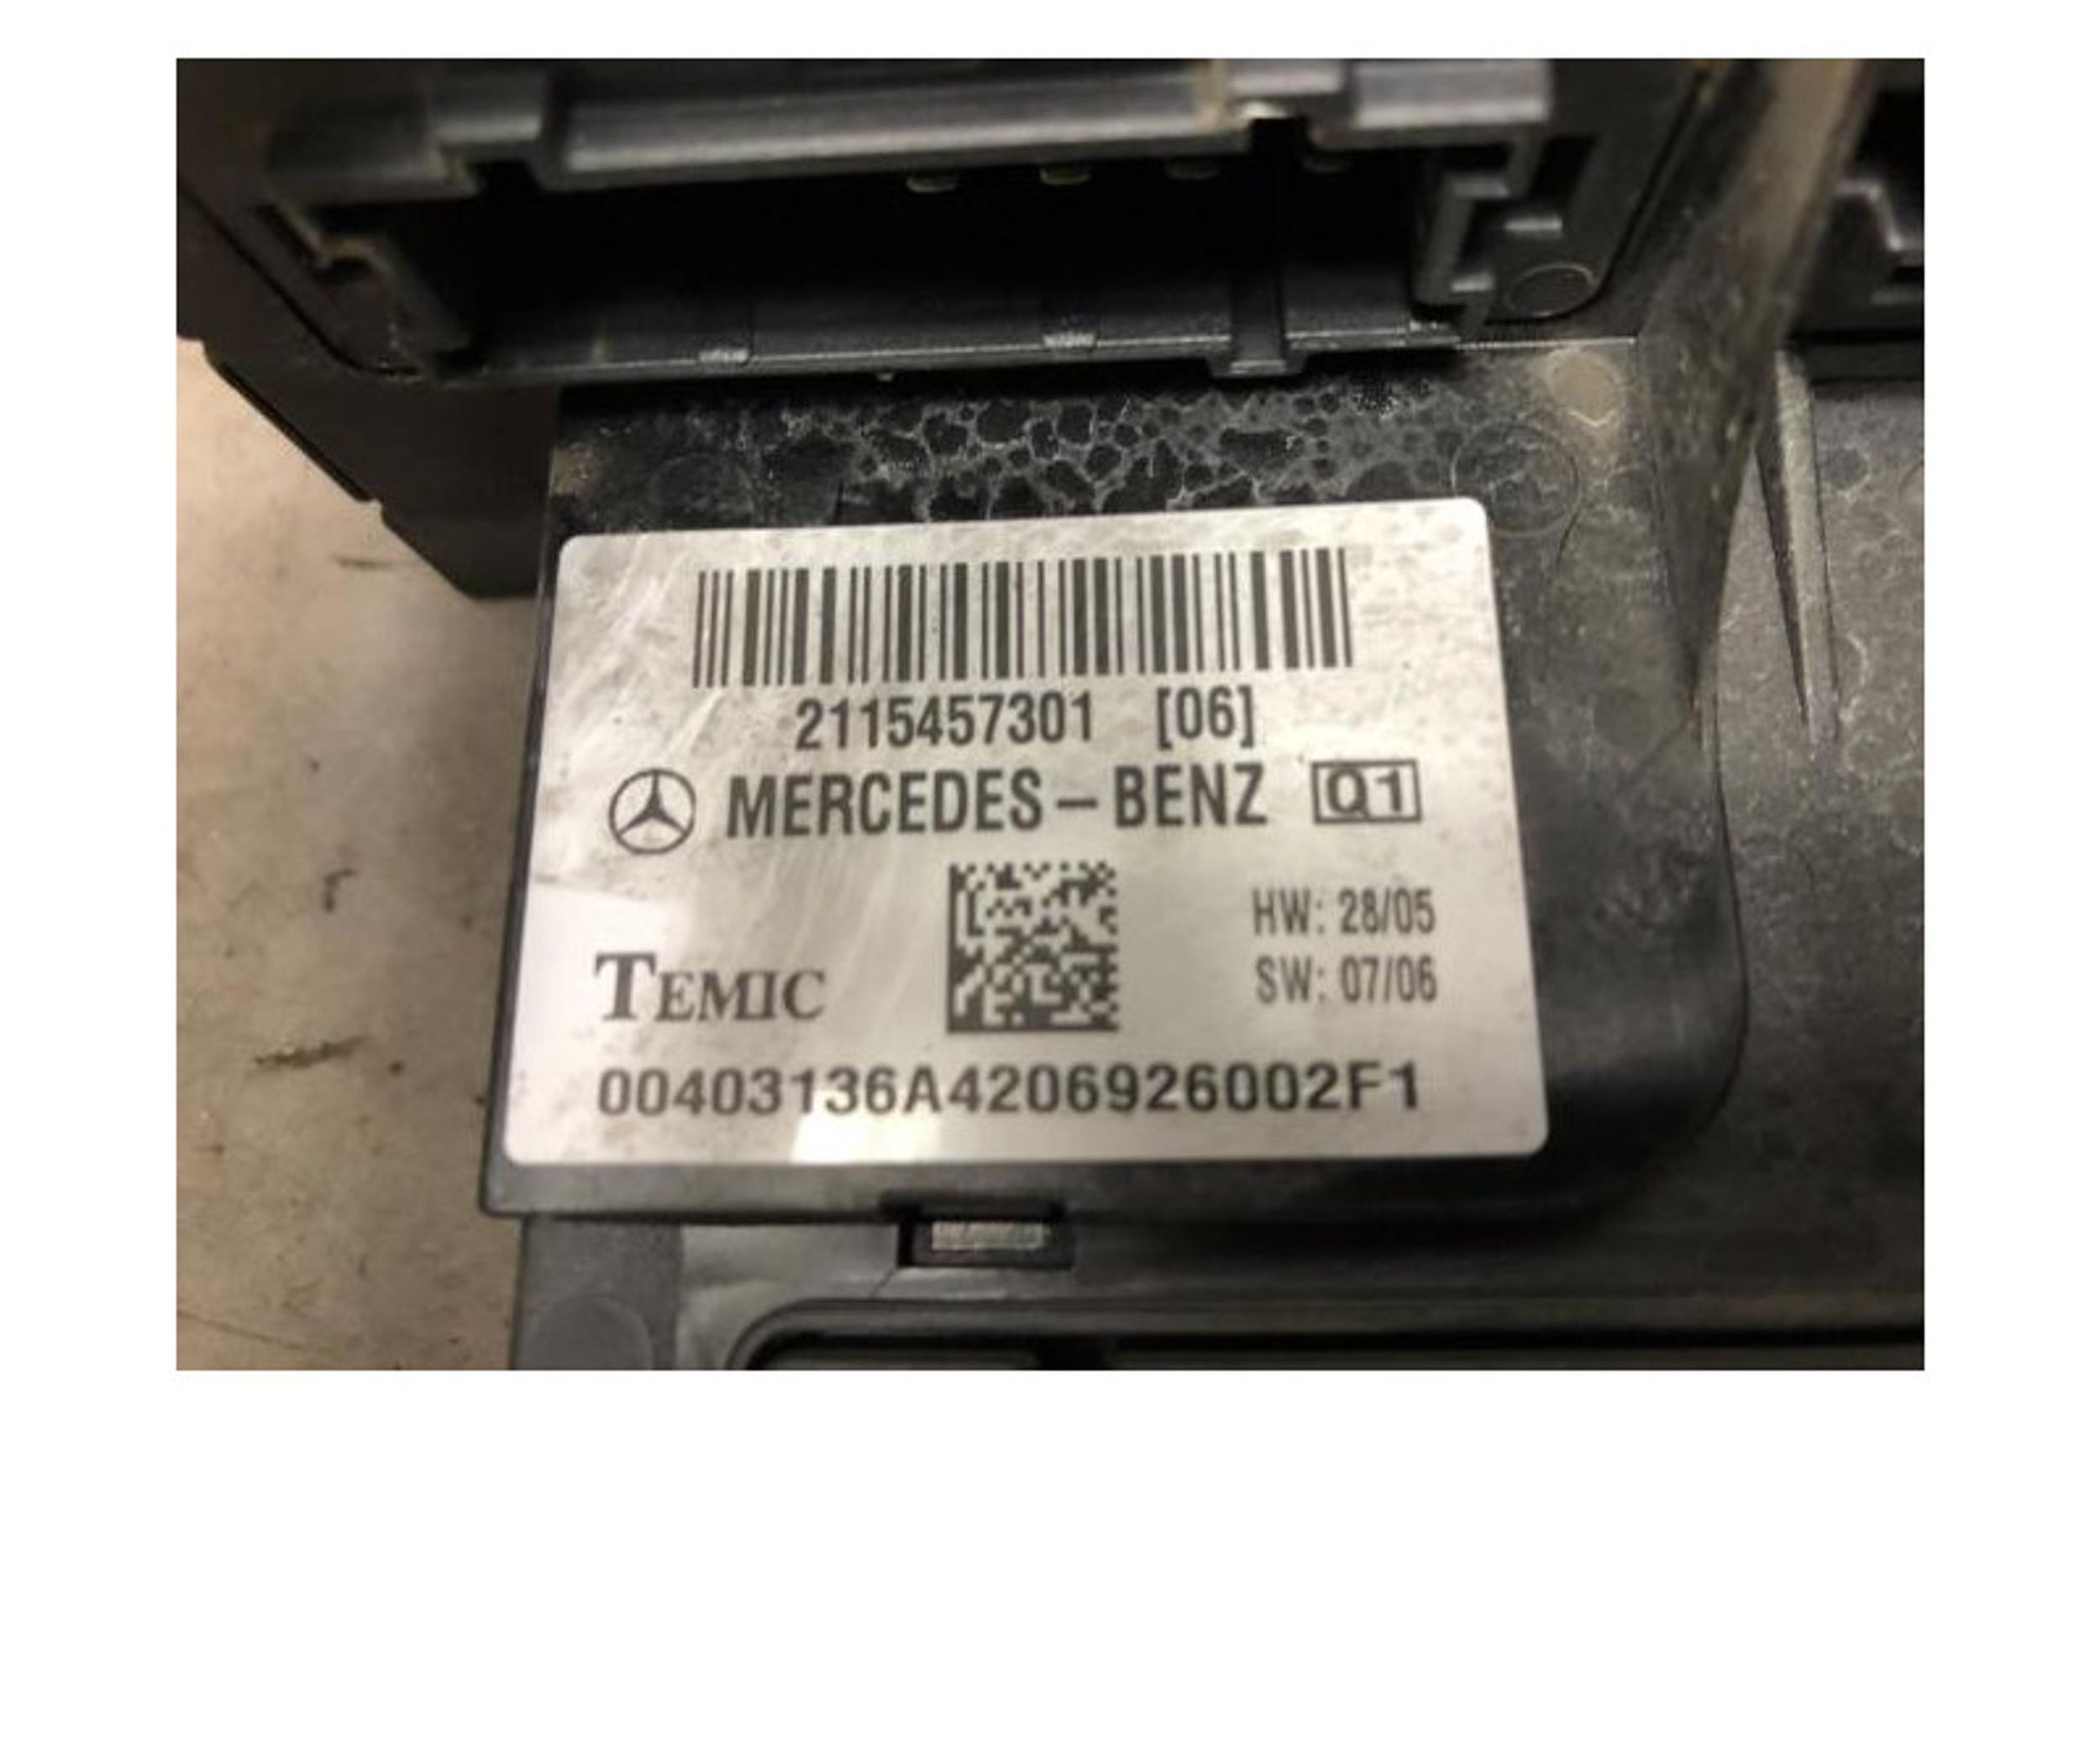 2115457301 [06]
MERCEDES-BENZ Q1
HW: 28/05
TEMIC
SW: 07/06
00403136A4206926002F1